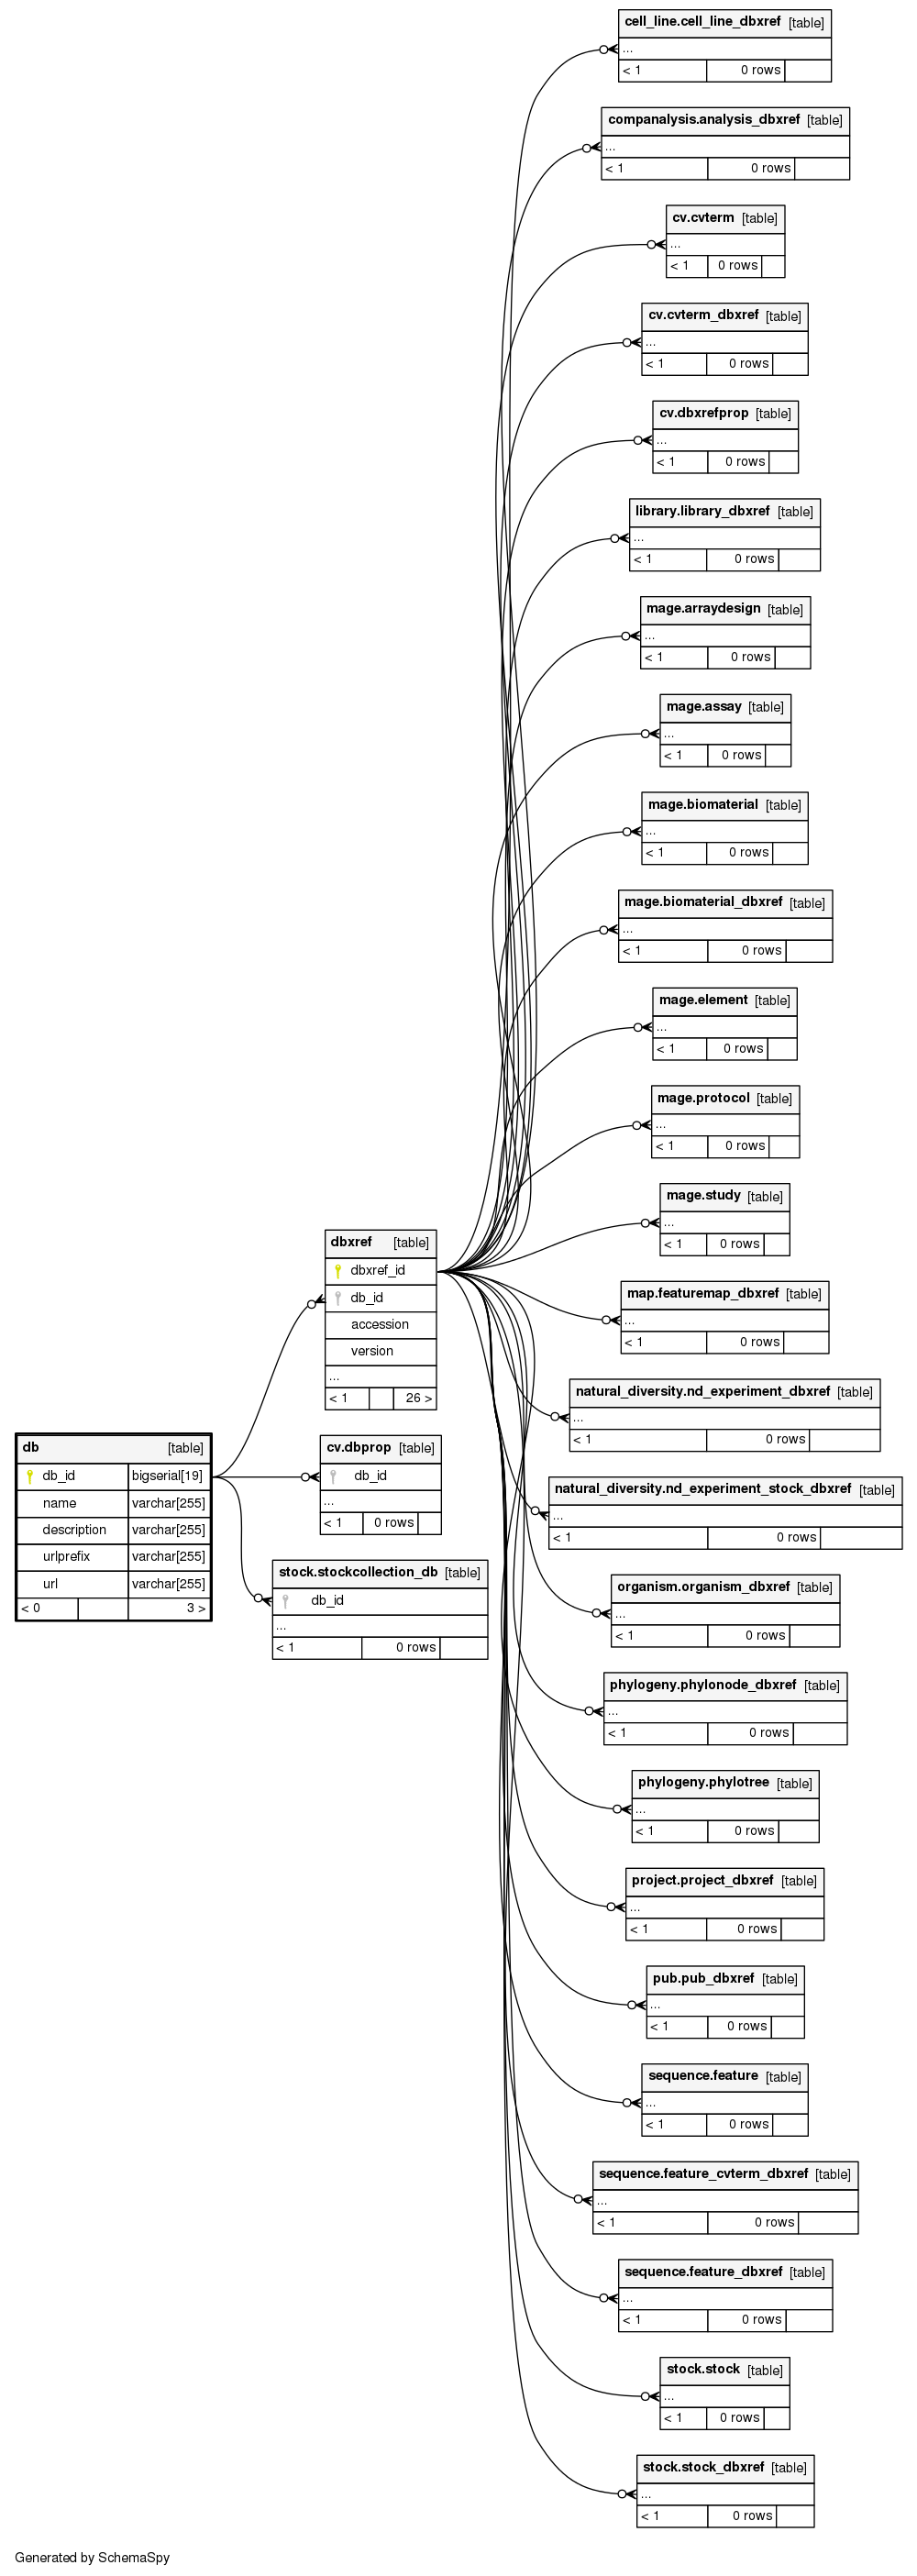 cell_line.cell_line_dbxref [table]
...
< 1 0 rows
companalysis.analysis_dbxref [table]
...
< 1 0 rows
cv.cvterm [table]
...
< 1 0 rows
cv.cvterm_dbxref [table]
...
< 1 0 rows
cv.dbxrefprop [table]
...
< 1 0 rows
library.library_dbxref [table]
...
< 1 0 rows
mage.arraydesign [table]
...
< 1 0 rows
mage.assay [table]
...
< 1 0 rows
mage.biomaterial [table]
...
< 1 0 rows
mage.biomaterial_dbxref [table]
...
< 1 0 rows
mage.element [table]
...
< 1 0 rows
mage.protocol [table]
...
< 1 0 rows
mage.study [table]
...
< 1 0 rows
dbxref [table]
dbxref_id
db_id
accession
version
...
< 1 26 >
map.featuremap_dbxref [table]
...
< 1 0 rows
natural_diversity.nd_experiment_dbxref [table]
...
< 1 0 rows
db [table]
db_id bigserial[19]
name varchar[255]
description varchar[255]
urlprefix varchar[255]
url varchar[255]
< 0 3 >
cv.dbprop [table]
db_id
...
< 1 0 rows
stock.stockcollection_db [table]
db_id
...
< 1 0 rows
natural_diversity.nd_experiment_stock_dbxref [table]
...
< 1 0 rows
organism.organism_dbxref [table]
...
< 1 0 rows
phylogeny.phylonode_dbxref [table]
...
< 1 0 rows
phylogeny.phylotree [table]
...
< 1 0 rows
project.project_dbxref [table]
...
< 1 0 rows
pub.pub_dbxref [table]
...
< 1 0 rows
sequence.feature [table]
...
< 1 0 rows
sequence.feature_cvterm_dbxref [table]
...
< 1 0 rows
sequence.feature_dbxref [table]
...
< 1 0 rows
stock.stock [table]
...
< 1 0 rows
stock.stock_dbxref [table]
...
< 1 0 rows
Generated by SchemaSpy